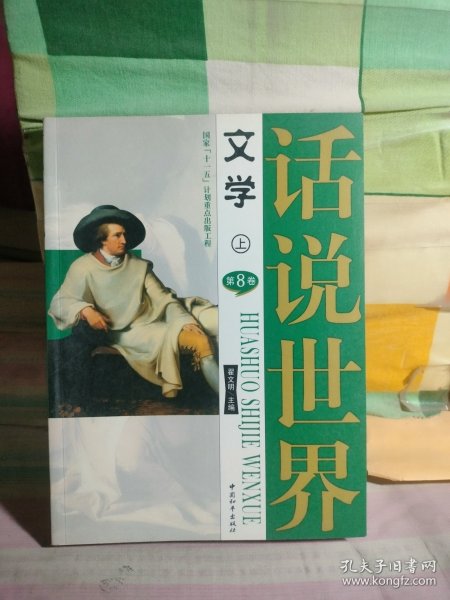 话说世界
文学
上
第8卷
国家「十一五」计划重点出版工程
HUASHUO SHIJIE WENXUE
翟文明 主编
中国和平出版社
孔夫子旧书网
www.kongfz.com